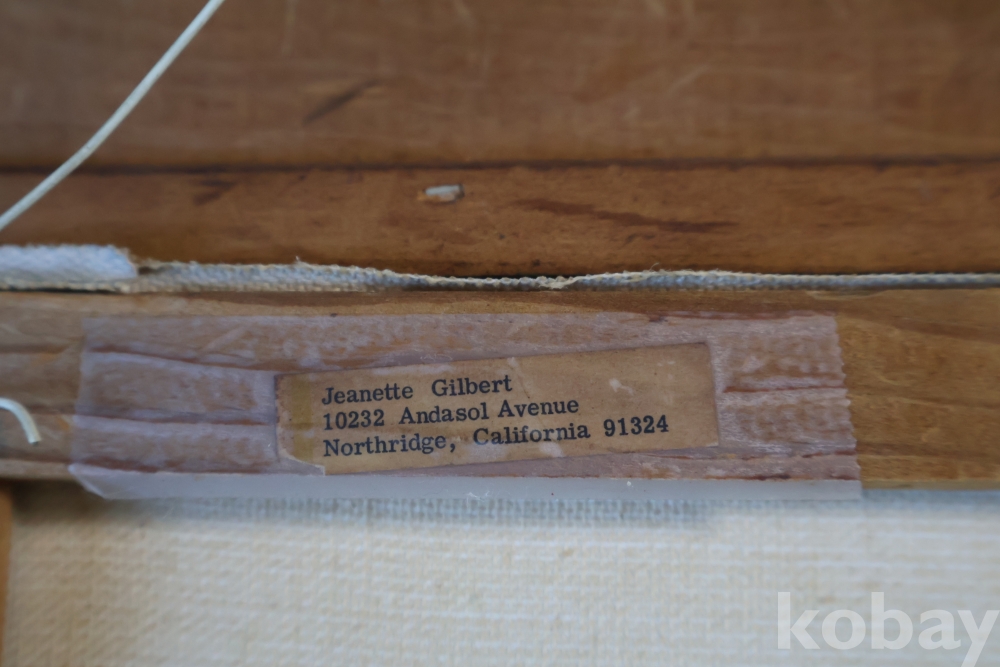 Jeanette Gilbert
10232 Andasol Avenue
Northridge, California 91324
kobay